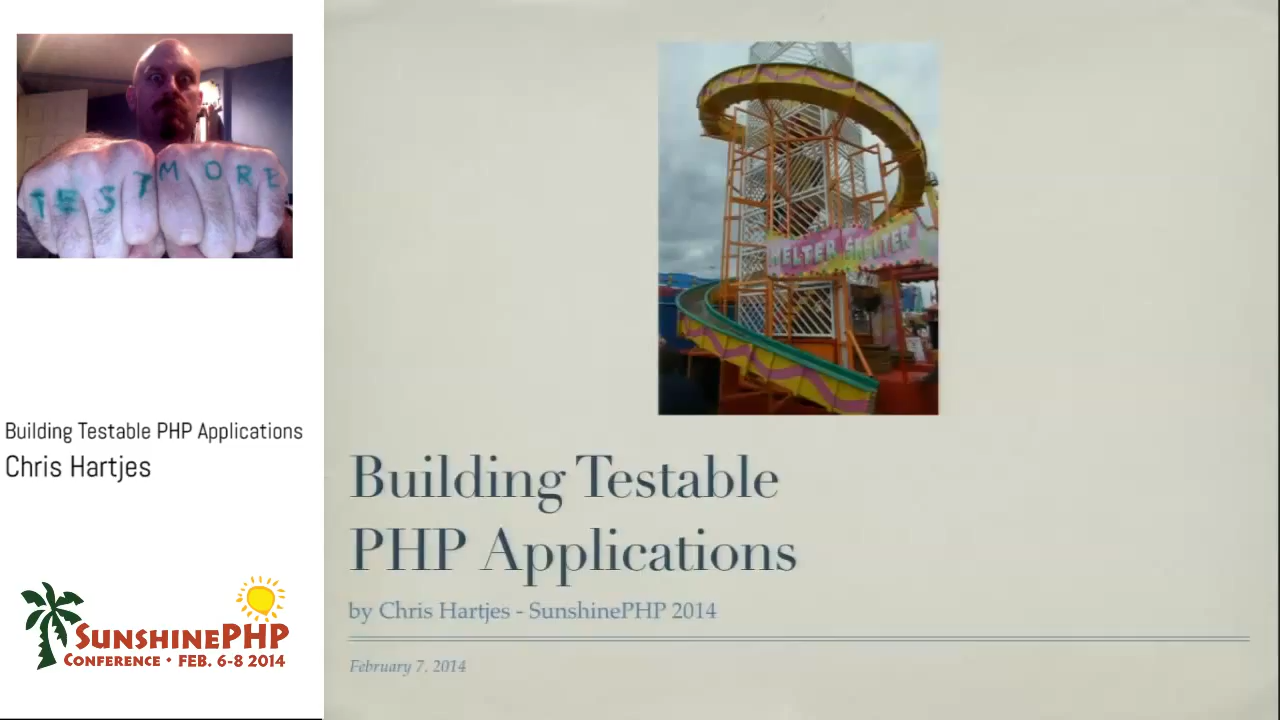 TEST MORE
Building Testable PHP Applications
Chris Hartjes
SUNSHINEPHP
CONFERENCE • FEB. 6-8 2014
HELTER SKELTER
Building Testable
PHP Applications
by Chris Hartjes - SunshinePHP 2014
February 7, 2014